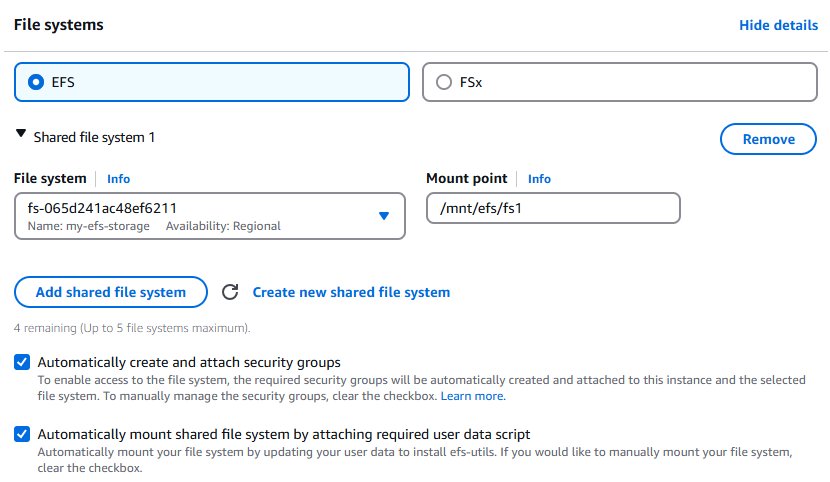 File systems
Hide details
EFS
FSx
Shared file system 1
Remove
File system
Info
Mount point
Info
fs-065d241ac48ef6211
Name: my-efs-storage Availability: Regional
/mnt/efs/fs1
Add shared file system
Create new shared file system
4 remaining (Up to 5 file systems maximum).
Automatically create and attach security groups
To enable access to the file system, the required security groups will be automatically created and attached to this instance and the selected
file system. To manually manage the security groups, clear the checkbox. Learn more.
Automatically mount shared file system by attaching required user data script
Automatically mount your file system by updating your user data to install efs-utils. If you would like to manually mount your file system,
clear the checkbox.